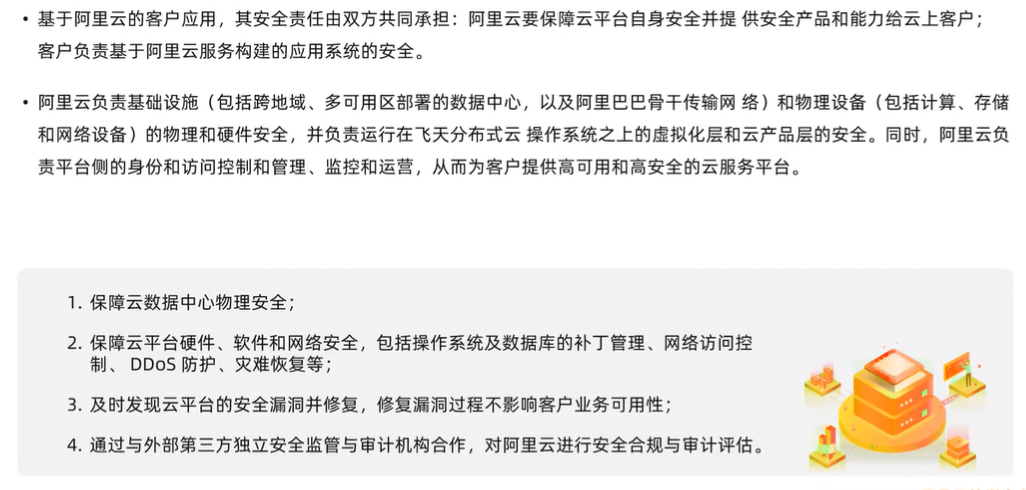 • 基于阿里云的客户应用，其安全责任由双方共同承担：阿里云要保障云平台自身安全并提 供安全产品和能力给云上客户；
客户负责基于阿里云服务构建的应用系统的安全。
• 阿里云负责基础设施（包括跨地域、多可用区部署的数据中心，以及阿里巴巴骨干传输网 络）和物理设备（包括计算、存储
和网络设备）的物理和硬件安全，并负责运行在飞天分布式云 操作系统之上的虚拟化层和云产品层的安全。同时，阿里云负
责平台侧的身份和访问控制和管理、监控和运营，从而为客户提供高可用和高安全的云服务平台。
1. 保障云数据中心物理安全；
2. 保障云平台硬件、软件和网络安全，包括操作系统及数据库的补丁管理、网络访问控
制、 DDoS 防护、灾难恢复等；
3. 及时发现云平台的安全漏洞并修复，修复漏洞过程不影响客户业务可用性；
4. 通过与外部第三方独立安全监管与审计机构合作，对阿里云进行安全合规与审计评估。